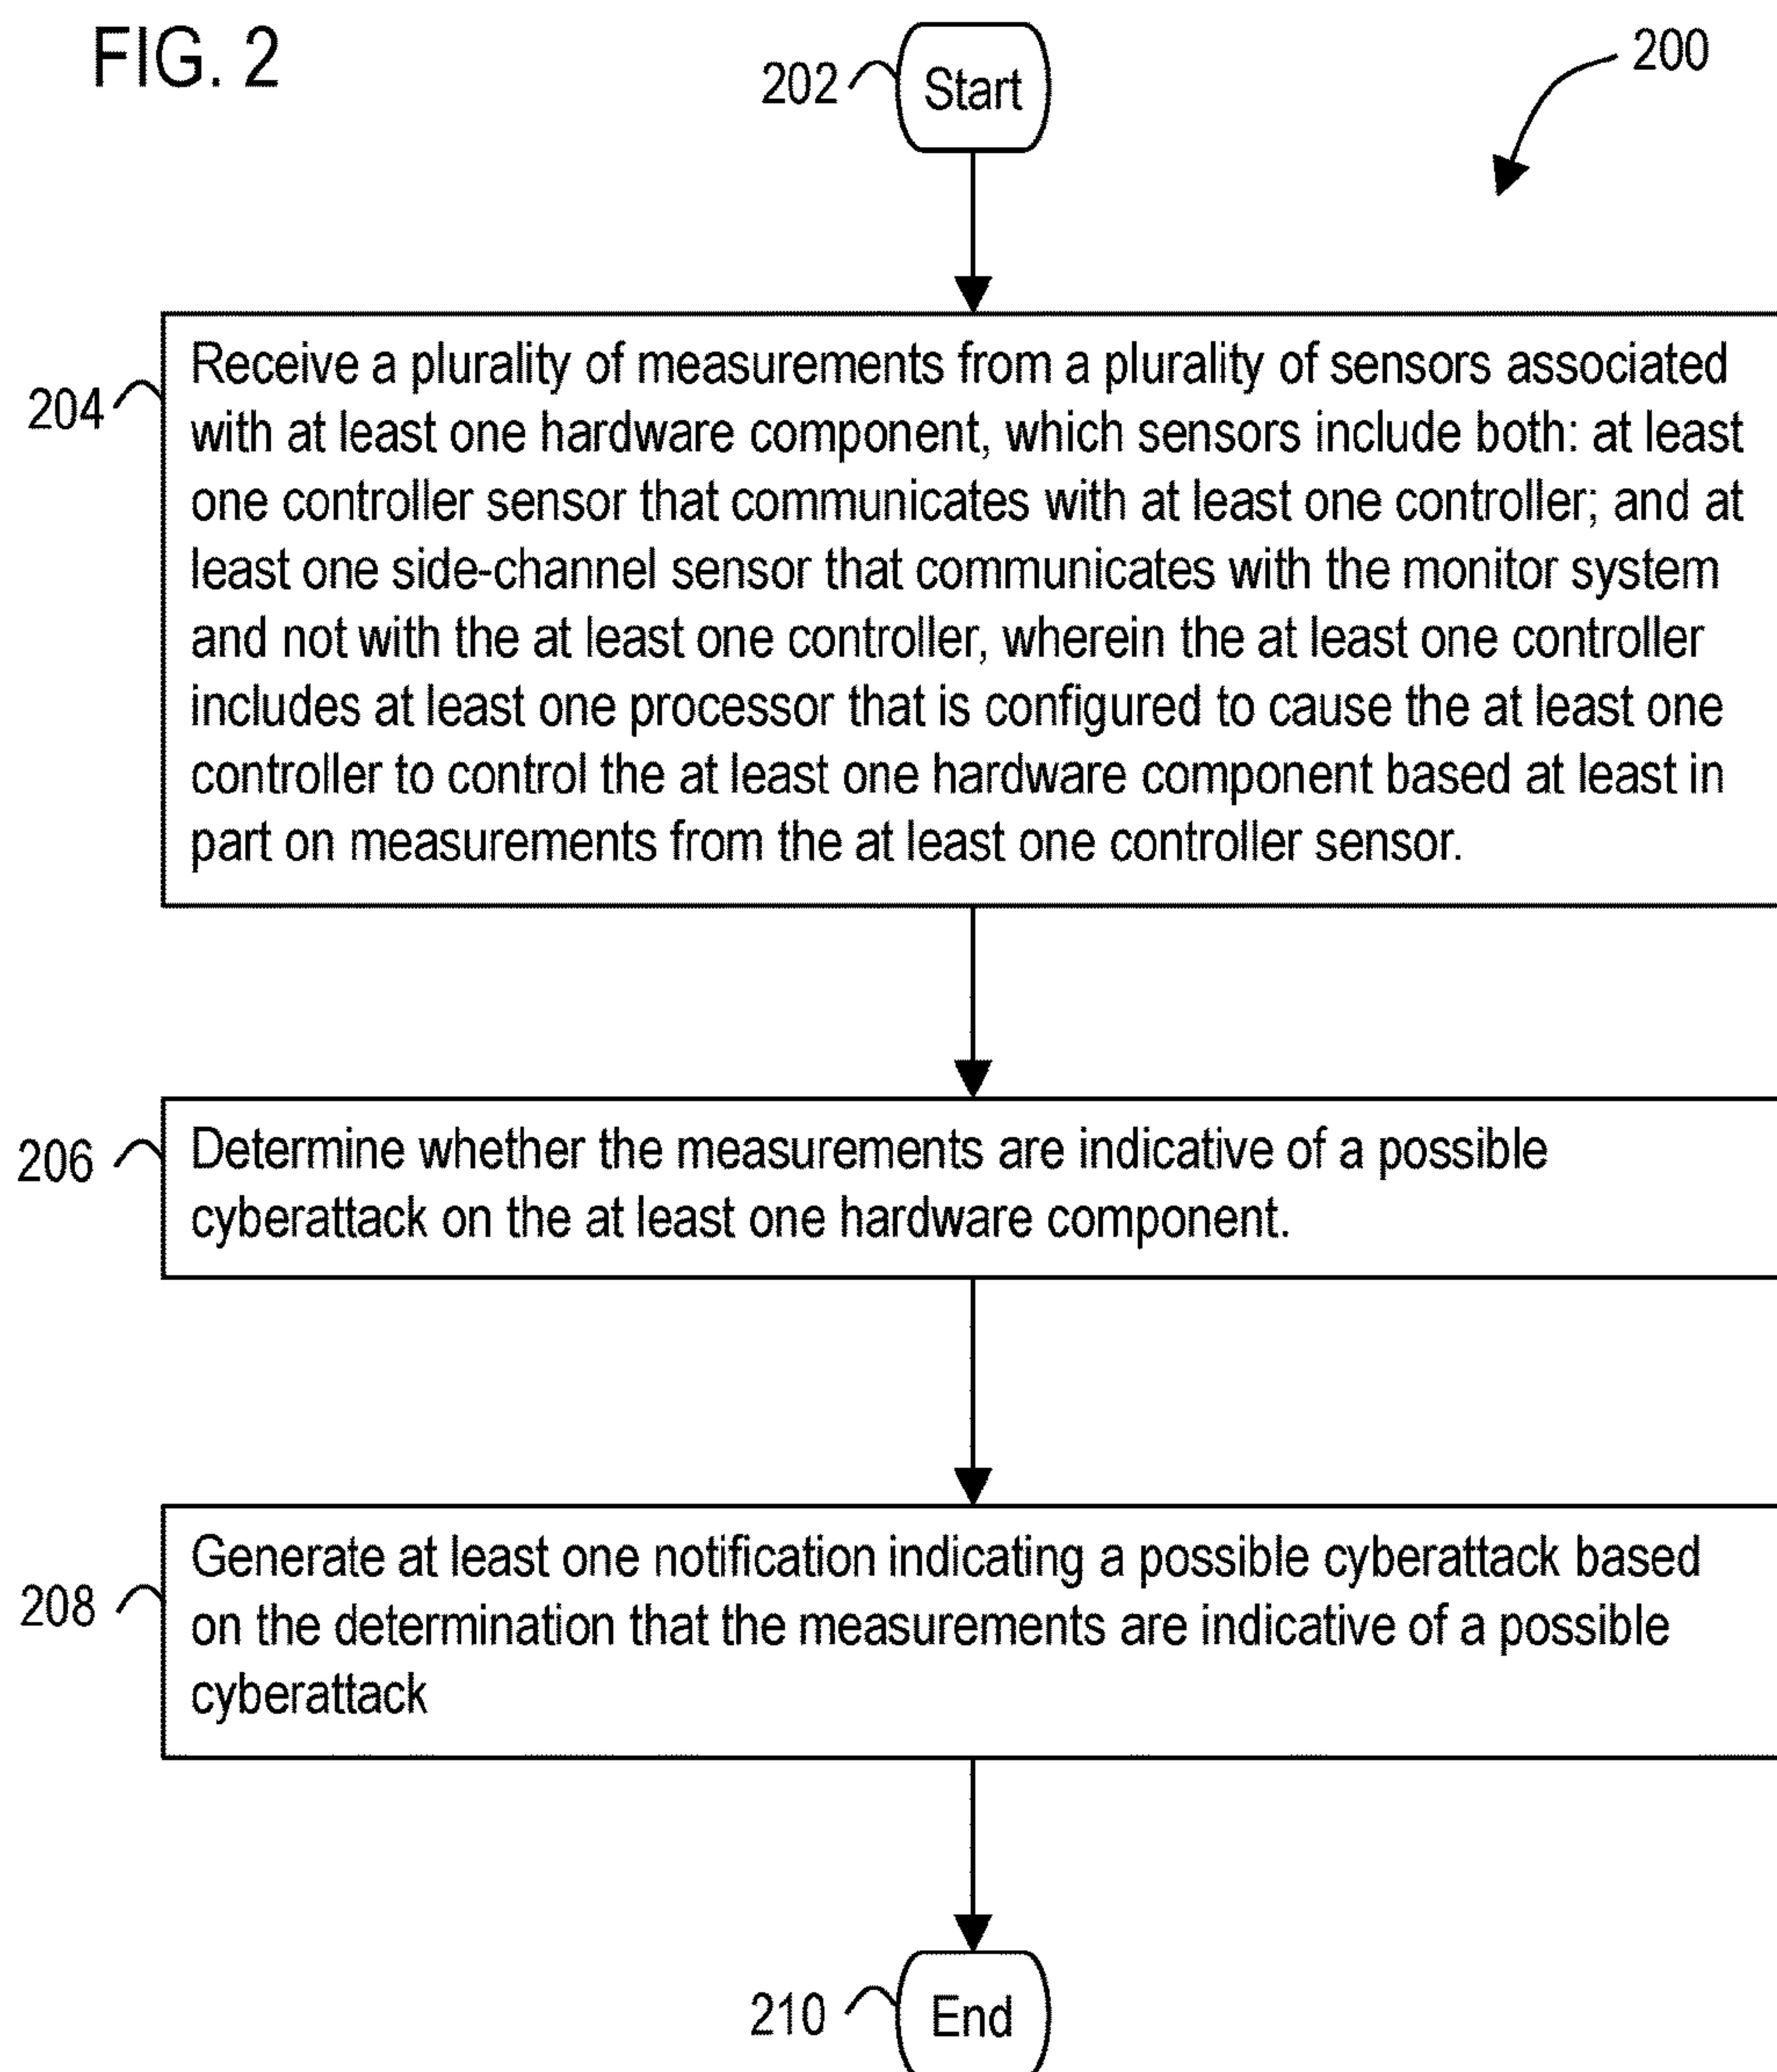 FIG. 2
200
202
Start
204
Receive a plurality of measurements from a plurality of sensors associated
with at least one hardware component, which sensors include both: at least
one controller sensor that communicates with at least one controller; and at
least one side-channel sensor that communicates with the monitor system
and not with the at least one controller, wherein the at least one controller
includes at least one processor that is configured to cause the at least one
controller to control the at least one hardware component based at least in
part on measurements from the at least one controller sensor.
206
Determine whether the measurements are indicative of a possible
cyberattack on the at least one hardware component.
208
Generate at least one notification indicating a possible cyberattack based
on the determination that the measurements are indicative of a possible
cyberattack
210
End